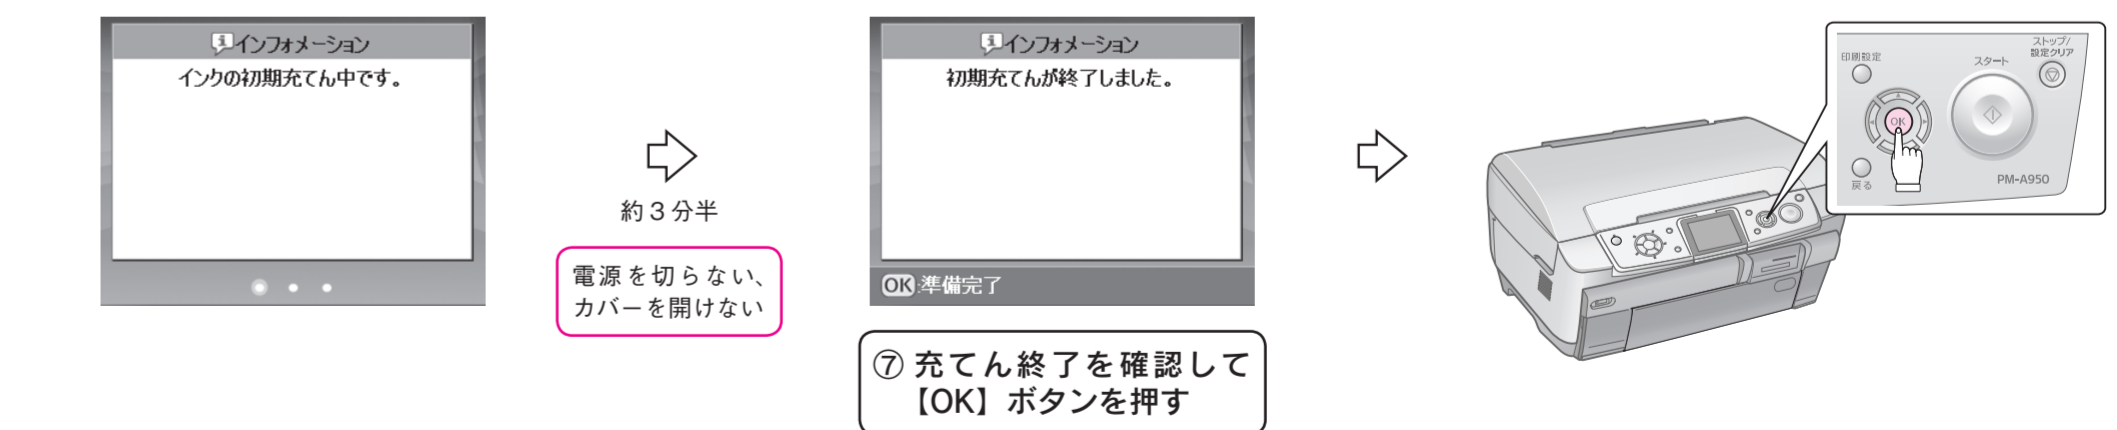 インフォメーション
インクの初期充てん中です。
約３分半
電源を切らない、
カバーを開けない
インフォメーション
初期充てんが終了しました。
OK:準備完了
⑦ 充てん終了を確認して
【OK】ボタンを押す
印刷設定
スタート
ストップ/
設定クリア
OK
戻る
PM-A950